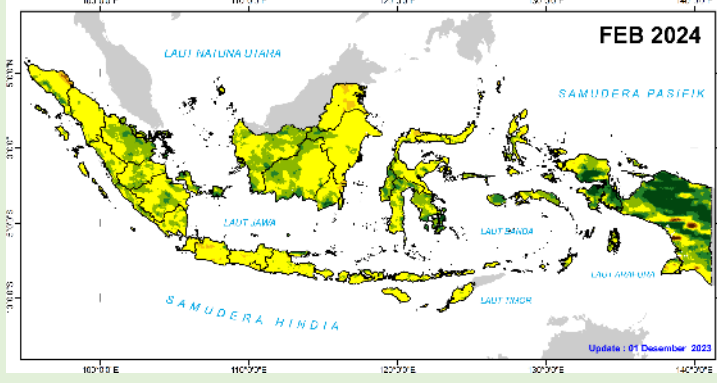 FEB 2024
LAUT NATUNA UTARA
SAMUDERA PASIFIK
LAUT JAWA
LAUT BANDA
LAUT ARAFURA
LAUT TIMOR
SAMUDERA HINDIA
Update : 01 Desember 2023